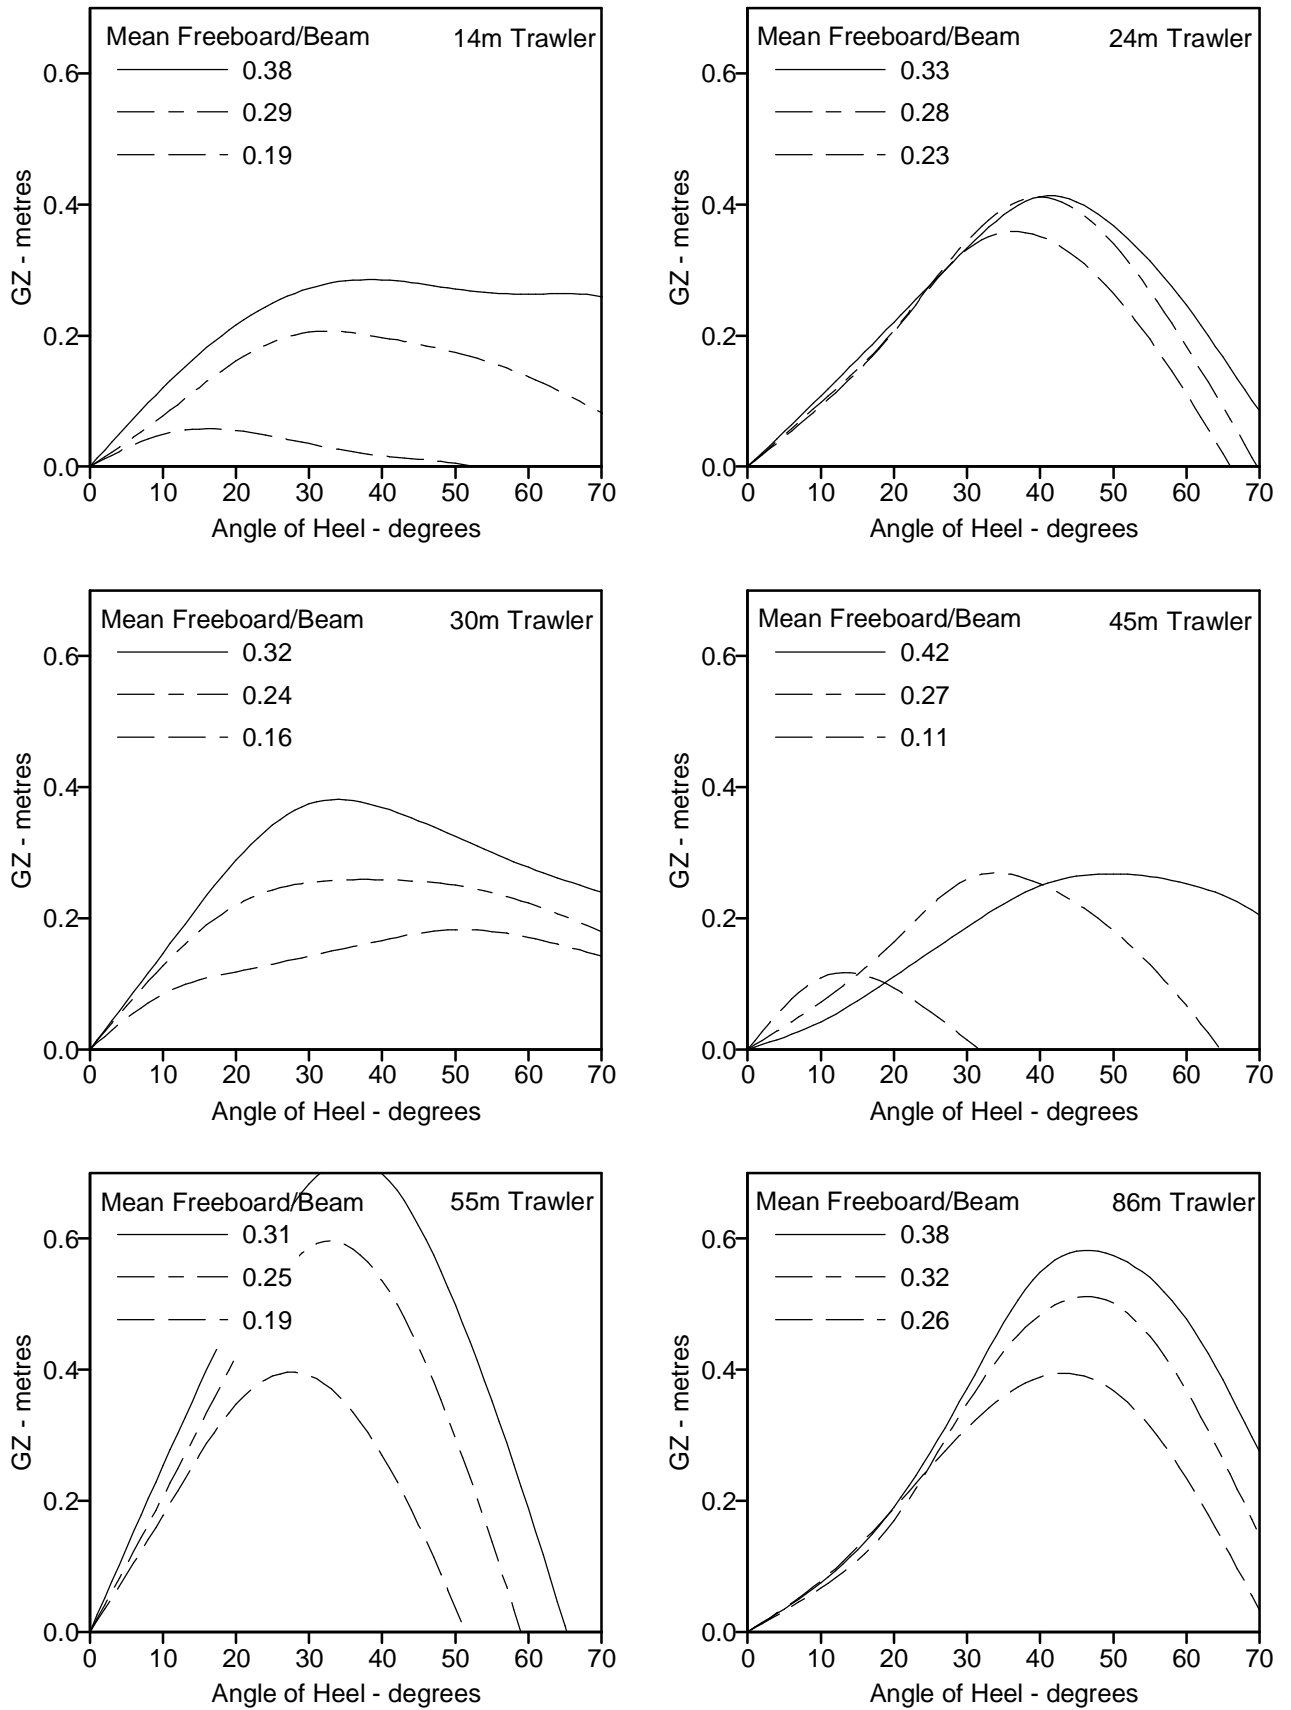 Mean Freeboard/Beam 14m Trawler
0.38
0.29
0.19
0.6
0.4
0.2
0.0
GZ - metres
0 10 20 30 40 50 60 70
Angle of Heel - degrees
Mean Freeboard/Beam 24m Trawler
0.33
0.28
0.23
0.6
0.4
0.2
0.0
GZ - metres
0 10 20 30 40 50 60 70
Angle of Heel - degrees
Mean Freeboard/Beam 30m Trawler
0.32
0.24
0.16
0.6
0.4
0.2
0.0
GZ - metres
0 10 20 30 40 50 60 70
Angle of Heel - degrees
Mean Freeboard/Beam 45m Trawler
0.42
0.27
0.11
0.6
0.4
0.2
0.0
GZ - metres
0 10 20 30 40 50 60 70
Angle of Heel - degrees
Mean Freeboard/Beam 55m Trawler
0.31
0.25
0.19
0.6
0.4
0.2
0.0
GZ - metres
0 10 20 30 40 50 60 70
Angle of Heel - degrees
Mean Freeboard/Beam 86m Trawler
0.38
0.32
0.26
0.6
0.4
0.2
0.0
GZ - metres
0 10 20 30 40 50 60 70
Angle of Heel - degrees